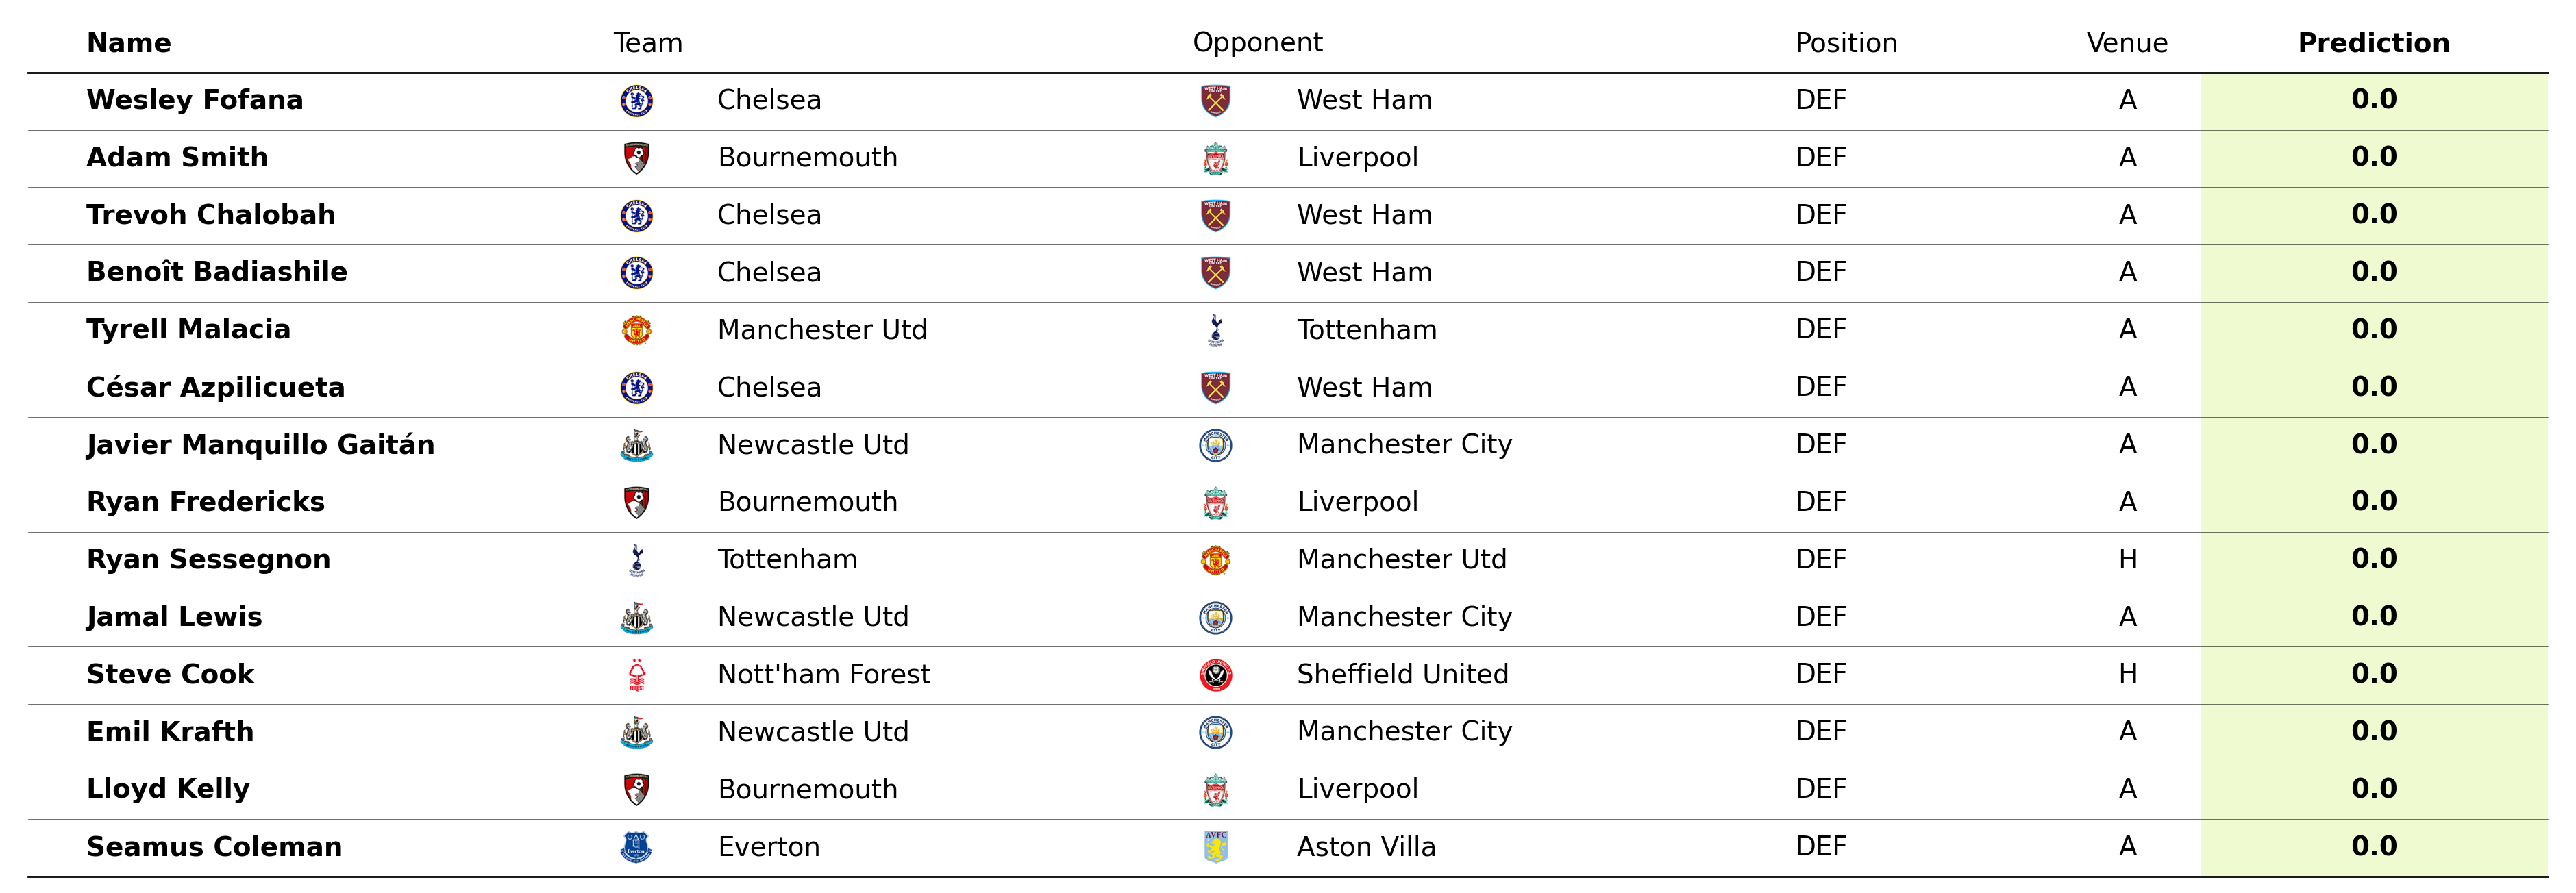 Name Team Opponent Position Venue Prediction
Wesley Fofana Chelsea West Ham DEF A 0.0
Adam Smith Bournemouth Liverpool DEF A 0.0
Trevoh Chalobah Chelsea West Ham DEF A 0.0
Benoît Badiashile Chelsea West Ham DEF A 0.0
Tyrell Malacia Manchester Utd Tottenham DEF A 0.0
César Azpilicueta Chelsea West Ham DEF A 0.0
Javier Manquillo Gaitán Newcastle Utd Manchester City DEF A 0.0
Ryan Fredericks Bournemouth Liverpool DEF A 0.0
Ryan Sessegnon Tottenham Manchester Utd DEF H 0.0
Jamal Lewis Newcastle Utd Manchester City DEF A 0.0
Steve Cook Nott'ham Forest Sheffield United DEF H 0.0
Emil Krafth Newcastle Utd Manchester City DEF A 0.0
Lloyd Kelly Bournemouth Liverpool DEF A 0.0
Seamus Coleman Everton Aston Villa DEF A 0.0